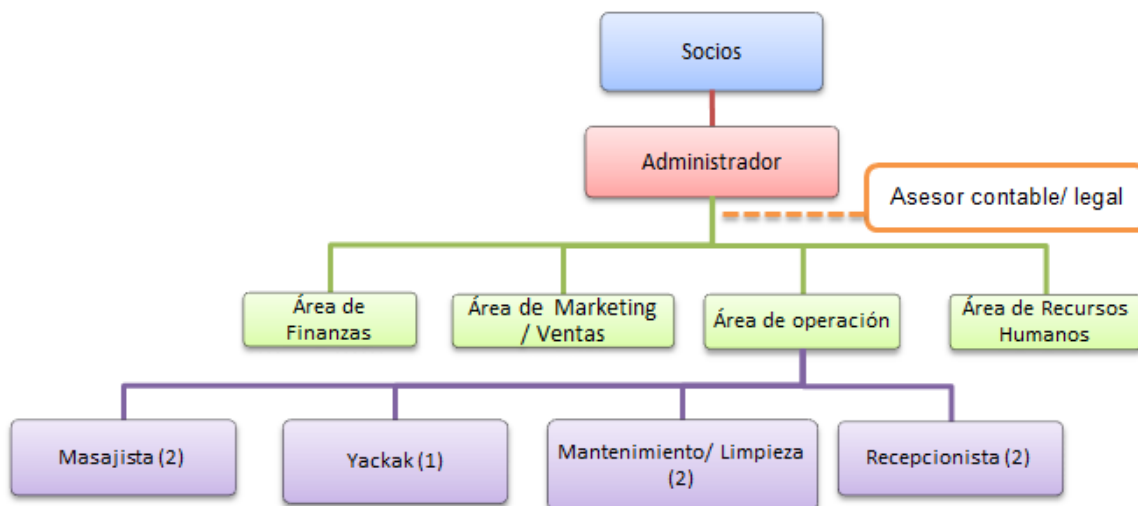 Socios
Administrador
Asesor contable/ legal
Área de
Finanzas
Área de Marketing
/ Ventas
Área de operación
Área de Recursos
Humanos
Masajista (2)
Yackak (1)
Mantenimiento/ Limpieza
(2)
Recepcionista (2)